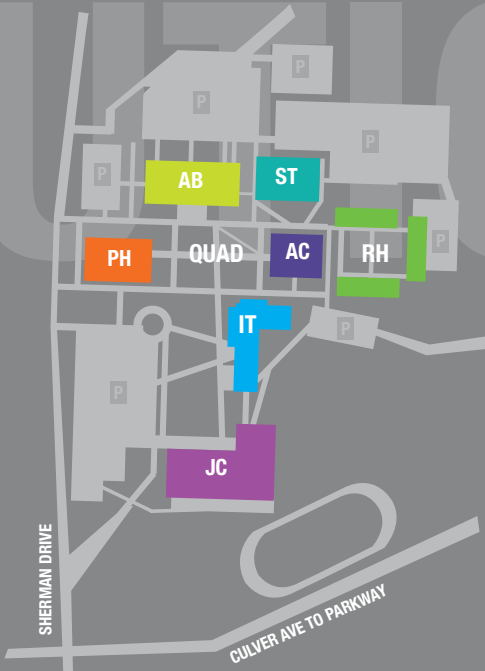 P
P
P
P
AB
ST
P
PH
QUAD
AC
RH
IT
P
P
JC
SHERMAN DRIVE
CULVER AVE TO PARKWAY